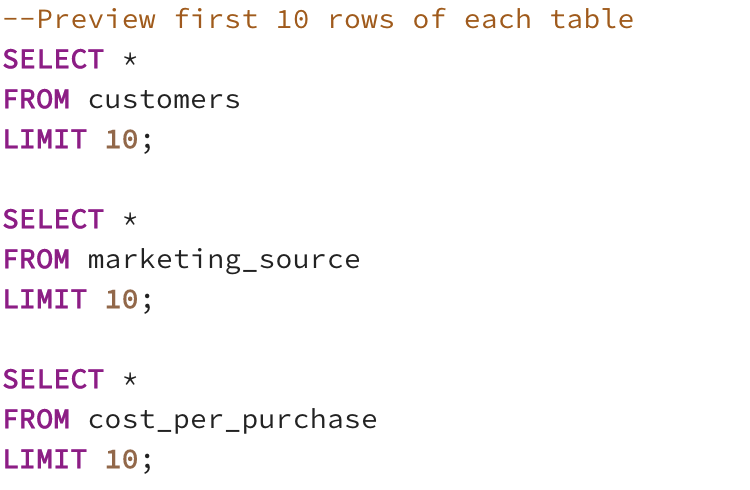 --Preview first 10 rows of each table
SELECT *
FROM customers
LIMIT 10;
SELECT *
FROM marketing_source
LIMIT 10;
SELECT *
FROM cost_per_purchase
LIMIT 10;